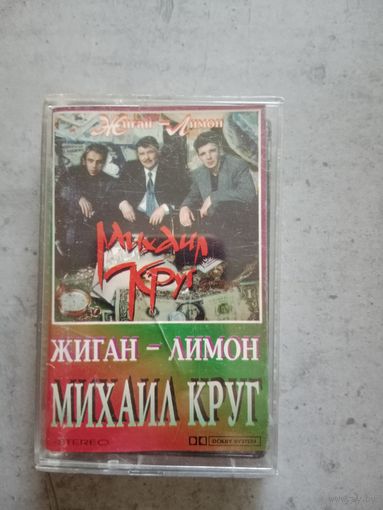 Жиган - Лимон
Михаил
Круг
ЖИГАН - ЛИМОН
МИХАИЛ КРУГ
STEREO
DOLBY SYSTEM